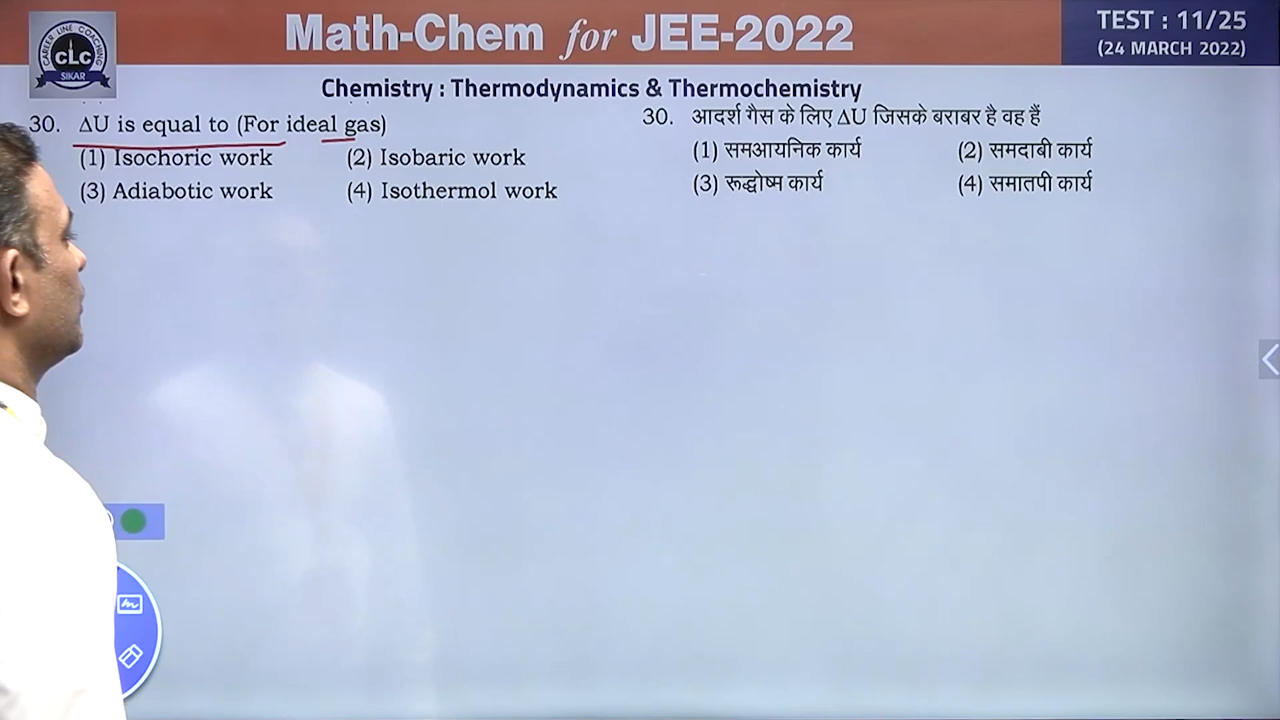 Math-Chem for JEE-2022
TEST : 11/25
(24 MARCH 2022)
CAREER LINE COACHING
CLC
SIKAR
Chemistry : Thermodynamics & Thermochemistry
30. ΔU is equal to (For ideal gas)
(1) Isochoric work (2) Isobaric work
(3) Adiabotic work (4) Isothermol work
30. आदर्श गैस के लिए ΔU जिसके बराबर है वह हैं
(1) समआयनिक कार्य (2) समदाबी कार्य
(3) रूद्धोष्म कार्य (4) समातपी कार्य